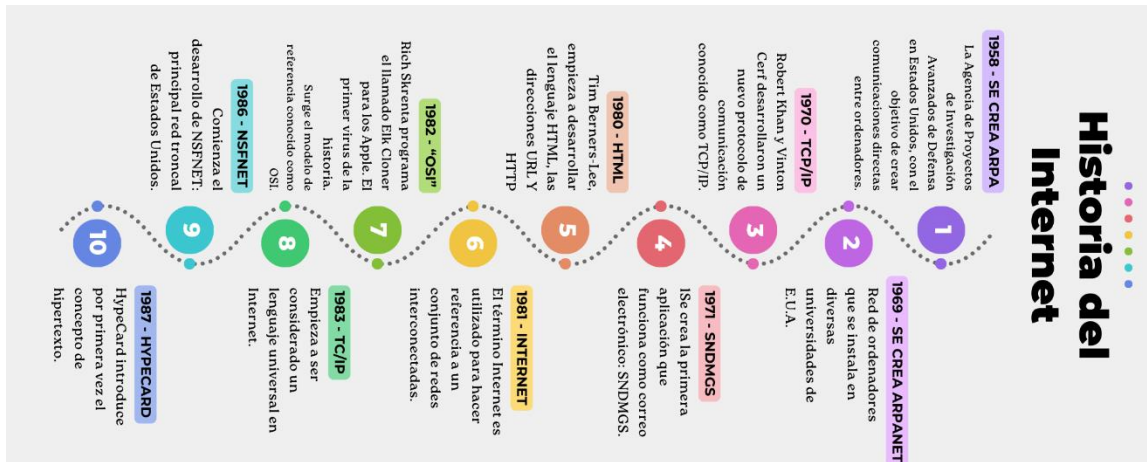 Historia del
Internet
1958 - SE CREA ARPA
La Agencia de Proyectos
de Investigación
Avanzados de Defensa
en Estados Unidos, con el
objetivo de crear
comunicaciones directas
entre ordenadores.
1
1969 - SE CREA ARPANET
Red de ordenadores
que se instala en
diversas
universidades de
E.U.A.
2
1970 - TCP/IP
Robert Khan y Vinton
Cerf desarrollaron un
nuevo protocolo de
comunicación
conocido como TCP/IP.
3
1971 - SNDMGS
1Se crea la primera
aplicación que
funciona como correo
electrónico: SNDMGS.
4
1980 - HTML
Tim Berners-Lee,
empieza a desarrollar
el lenguaje HTML, las
direcciones URL Y
HTTP
5
1981 - INTERNET
El término Internet es
utilizado para hacer
referencia a un
conjunto de redes
interconectadas.
6
1982 - “OSI”
Rich Skrenta programa
el llamado Elk Cloner
para los Apple. El
primer virus de la
historia.
Surge el modelo de
referencia conocido como
OSI.
7
1983 - TC/IP
Empieza a ser
considerado un
lenguaje universal en
Internet.
8
1986 - NSFNET
Comienza el
desarrollo de NSFNET:
principal red troncal
de Estados Unidos.
9
1987 - HYPECARD
HypeCard introduce
por primera vez el
concepto de
hipertexto.
10